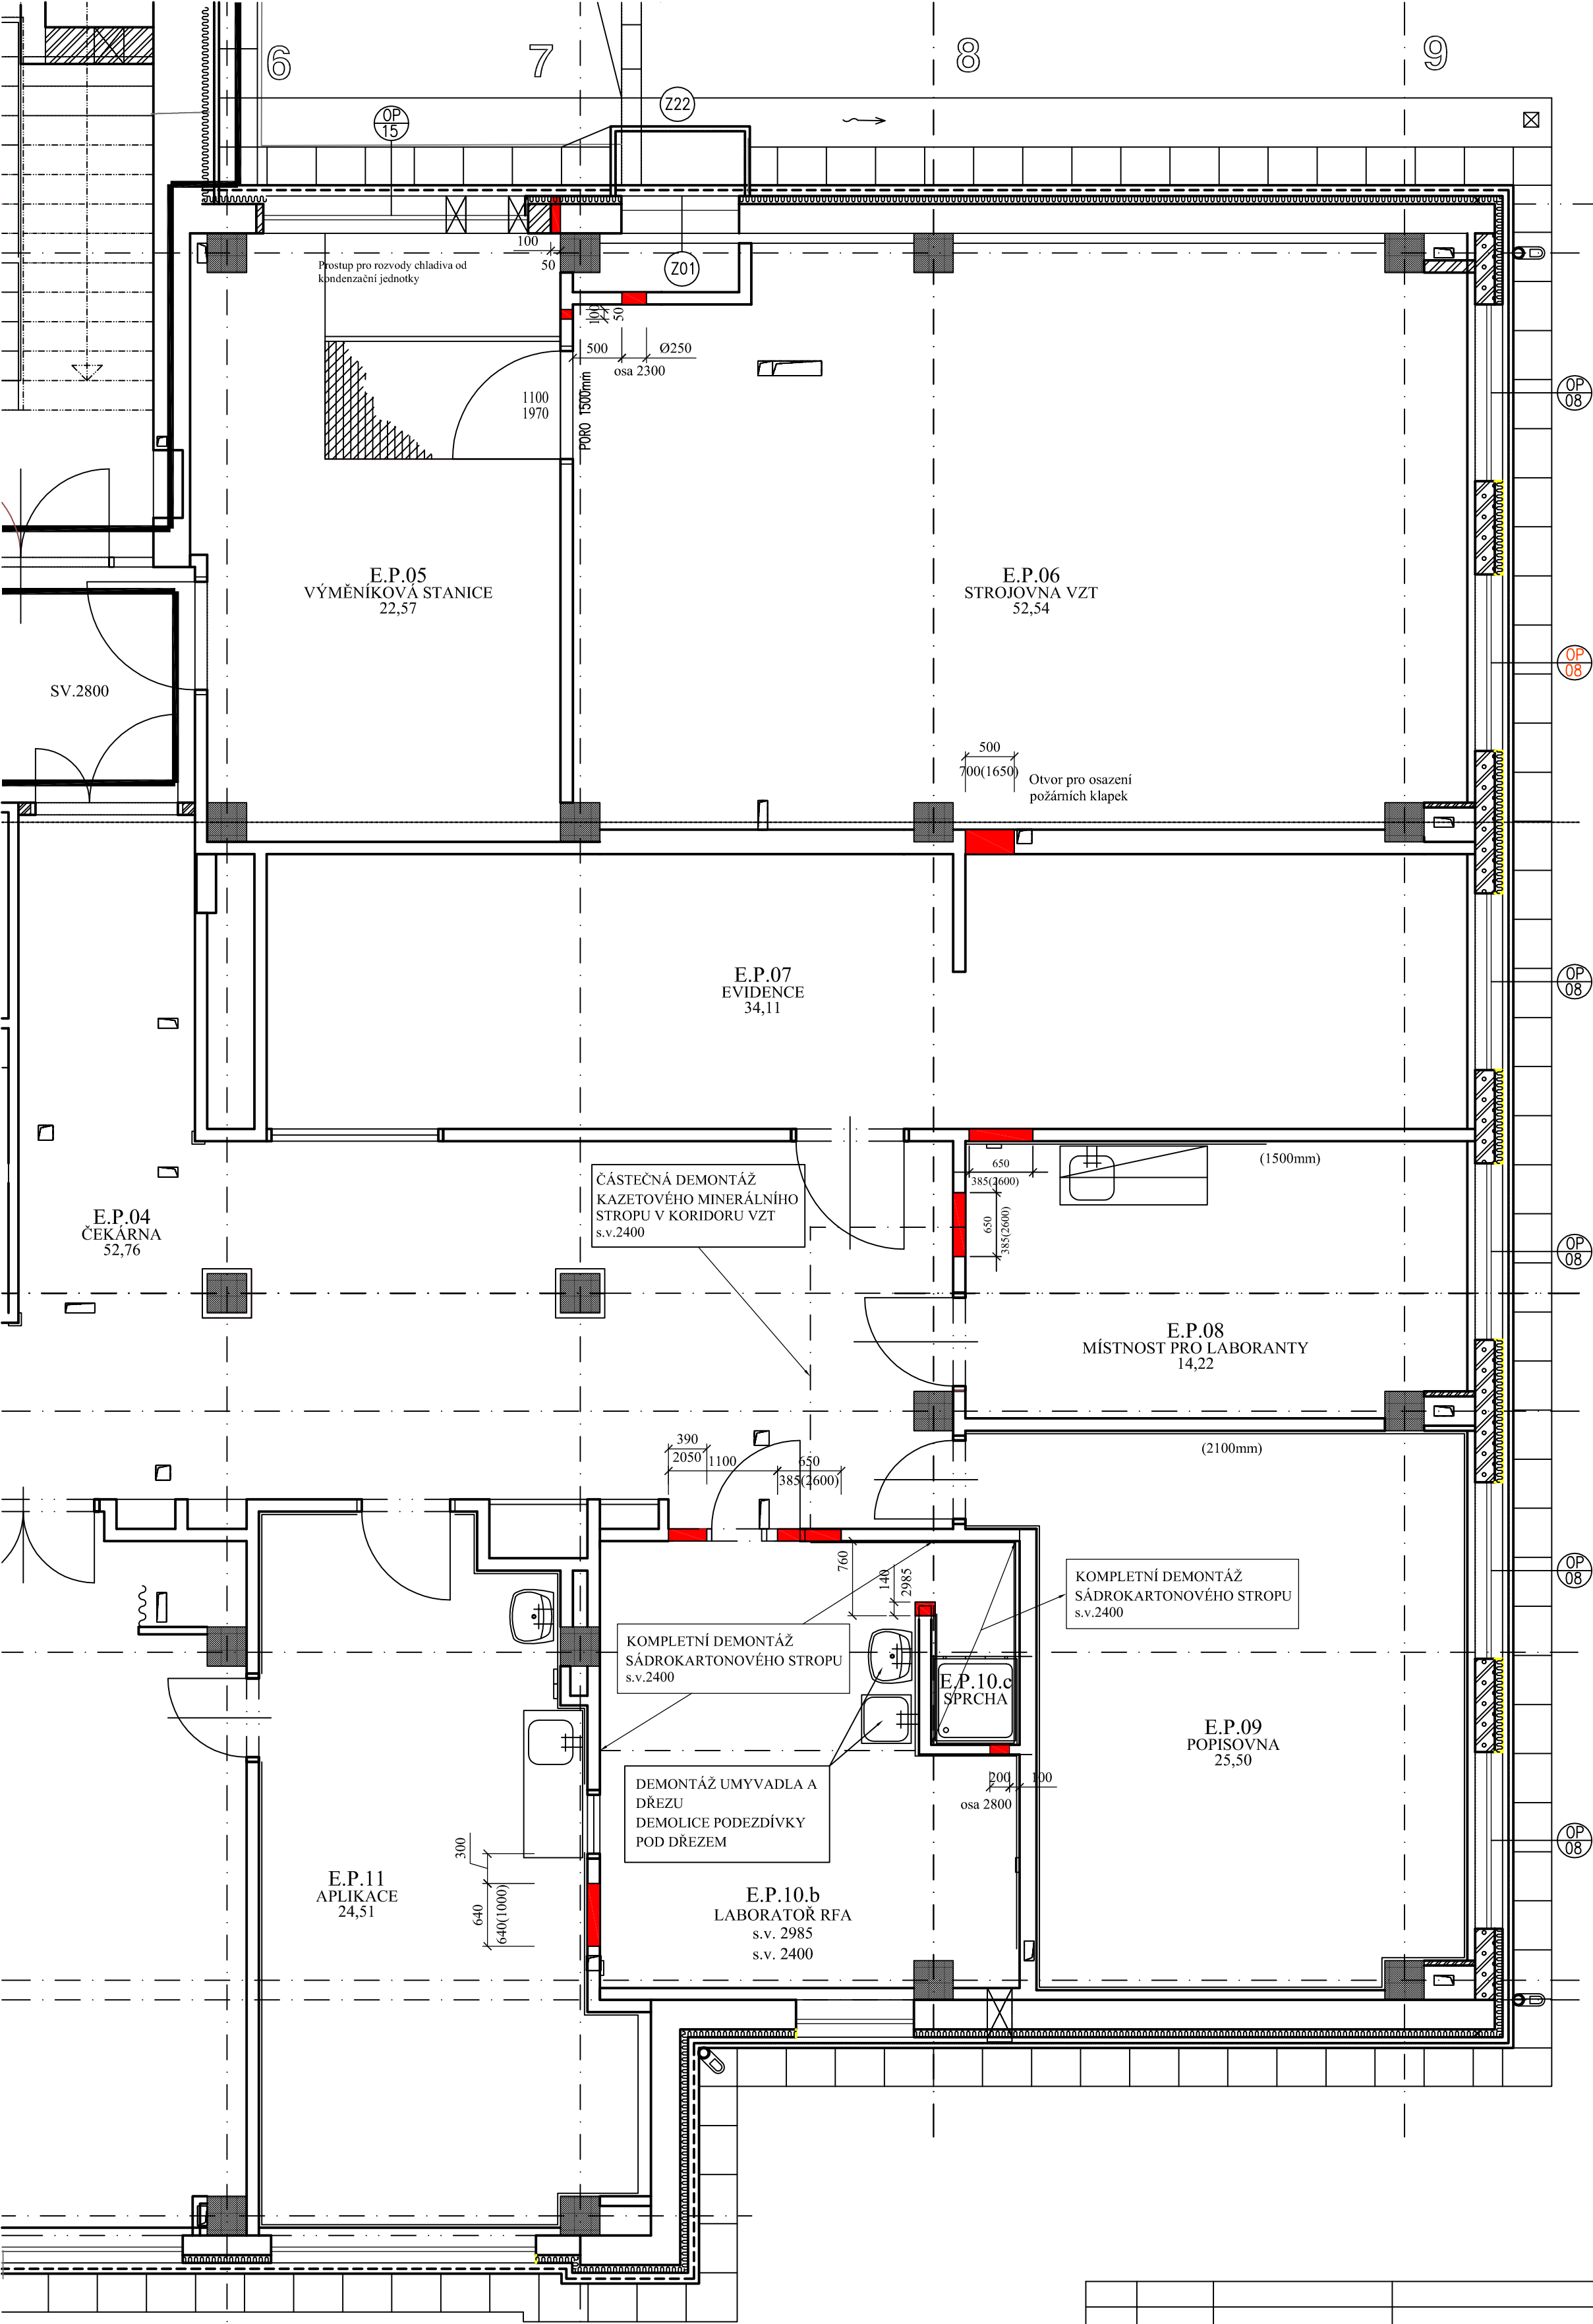 6
7
8
9
OP
15
Z22
100
50
Prostup pro rozvody chladiva od
kondenzační jednotky
Z01
100
50
500
Ø250
osa 2300
1100
1970
PORO 1500mm
OP
08
E.P.05
VÝMĚNÍKOVÁ STANICE
22,57
E.P.06
STROJOVNA VZT
52,54
OP
08
SV.2800
500
700(1650)
Otvor pro osazení
požárních klapek
E.P.07
EVIDENCE
34,11
OP
08
ČÁSTEČNÁ DEMONTÁŽ
KAZETOVÉHO MINERÁLNÍHO
STROPU V KORIDORU VZT
s.v.2400
650
385(2600)
650
385(2600)
(1500mm)
E.P.04
ČEKÁRNA
52,76
OP
08
E.P.08
MÍSTNOST PRO LABORANTY
14,22
390
2050
1100
650
385(2600)
(2100mm)
760
140
2985
KOMPLETNÍ DEMONTÁŽ
SÁDROKARTONOVÉHO STROPU
s.v.2400
OP
08
KOMPLETNÍ DEMONTÁŽ
SÁDROKARTONOVÉHO STROPU
s.v.2400
E.P.10.c
SPRCHA
E.P.09
POPISOVNA
25,50
DEMONTÁŽ UMYVADLA A
DŘEZU
DEMOLICE PODEZDÍVKY
POD DŘEZEM
200
100
osa 2800
OP
08
300
640
640(1000)
E.P.11
APLIKACE
24,51
E.P.10.b
LABORATOŘ RFA
s.v. 2985
s.v. 2400